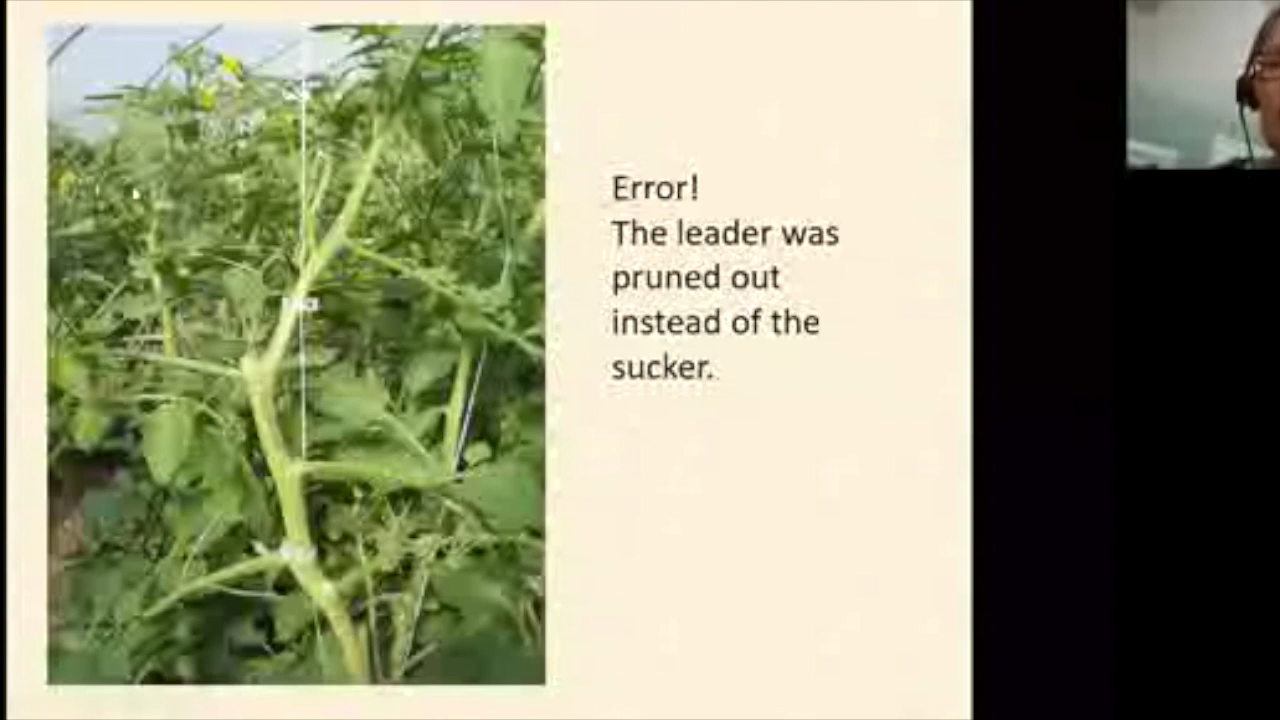 Error!
The leader was
pruned out
instead of the
sucker.